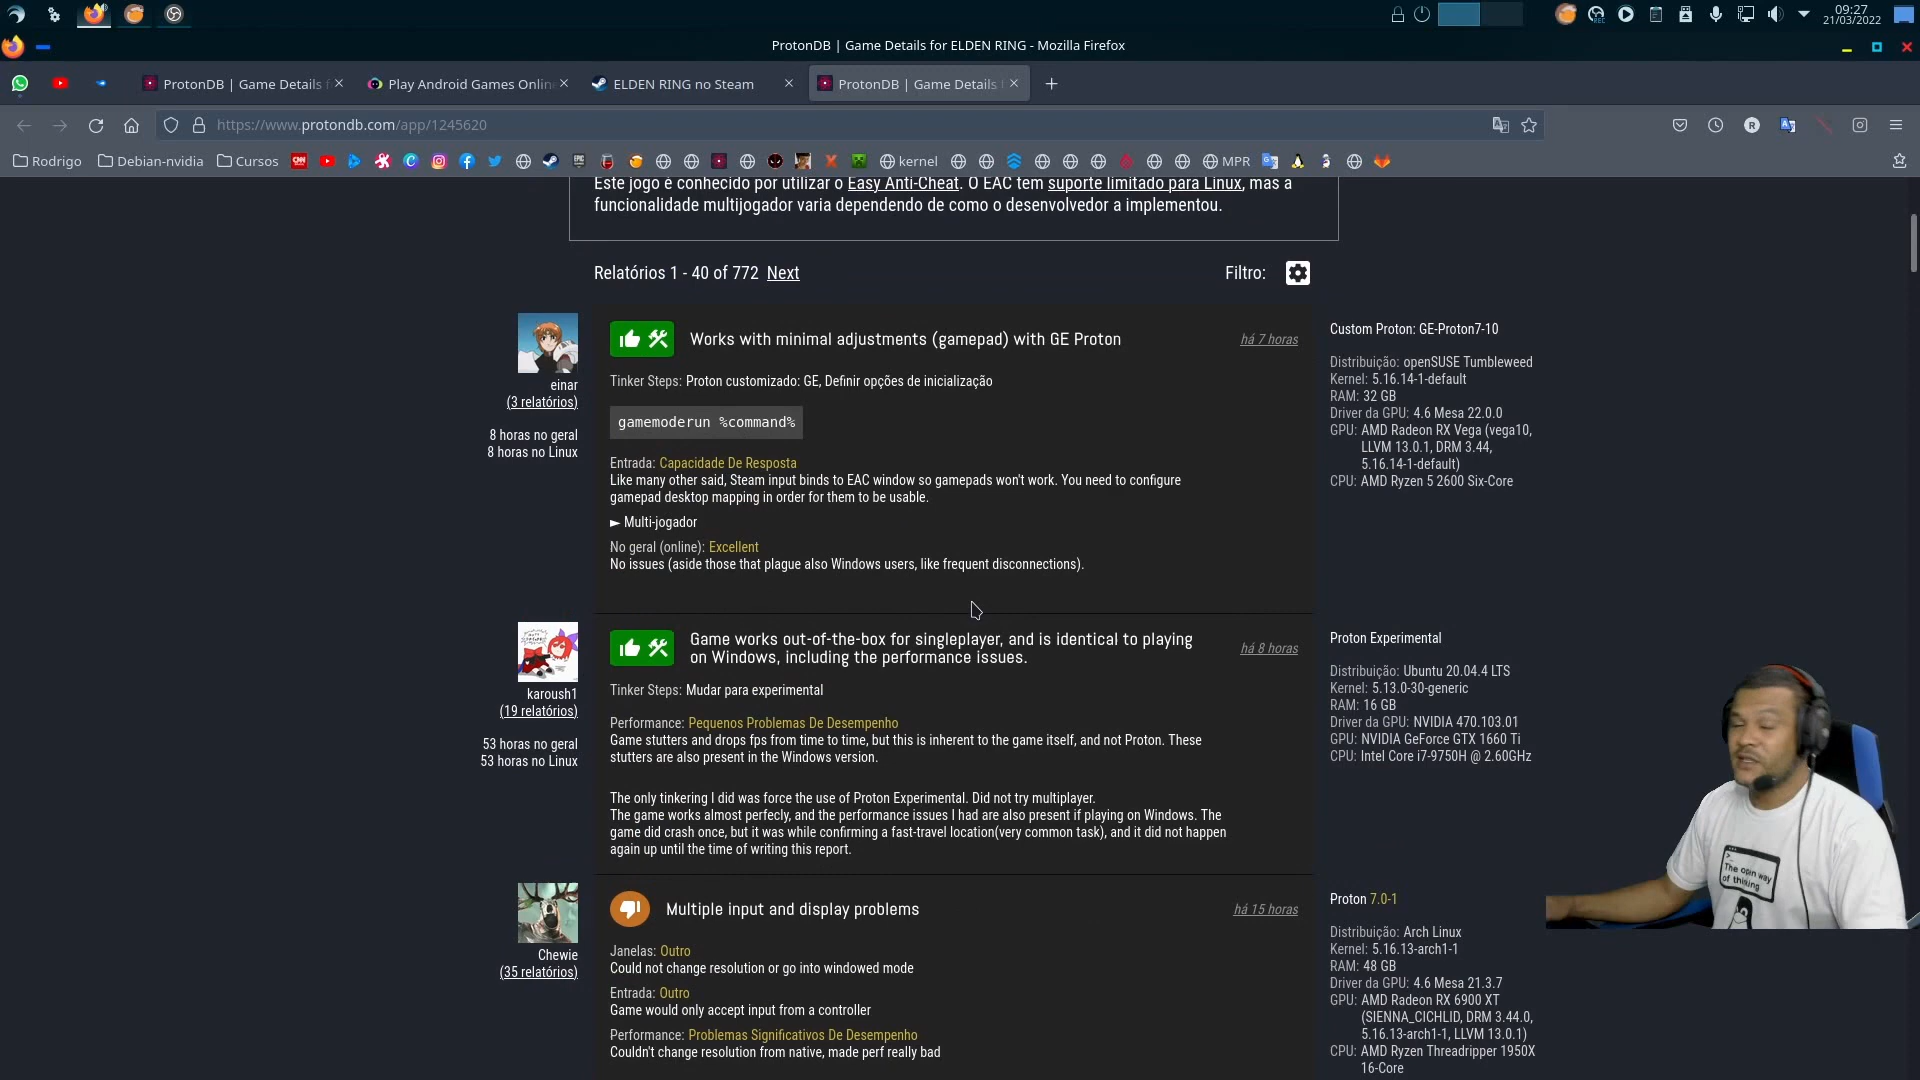 09:27
21/03/2022
ProtonDB | Game Details for ELDEN RING - Mozilla Firefox
ProtonDB | Game Details f
Play Android Games Online
ELDEN RING no Steam
ProtonDB | Game Details f
https://www.protondb.com/app/1245620
Rodrigo
Debian-nvidia
Cursos
kernel
MPR
Este jogo é conhecido por utilizar o Easy Anti-Cheat. O EAC tem suporte limitado para Linux, mas a
funcionalidade multijogador varia dependendo de como o desenvolvedor a implementou.
Relatórios 1 - 40 of 772 Next
Filtro:
einar
(3 relatórios)
8 horas no geral
8 horas no Linux
Works with minimal adjustments (gamepad) with GE Proton
há 7 horas
Tinker Steps: Proton customizado: GE, Definir opções de inicialização
gamemoderun %command%
Entrada: Capacidade De Resposta
Like many other said, Steam input binds to EAC window so gamepads won't work. You need to configure
gamepad desktop mapping in order for them to be usable.
► Multi-jogador
No geral (online): Excellent
No issues (aside those that plague also Windows users, like frequent disconnections).
Custom Proton: GE-Proton7-10
Distribuição: openSUSE Tumbleweed
Kernel: 5.16.14-1-default
RAM: 32 GB
Driver da GPU: 4.6 Mesa 22.0.0
GPU: AMD Radeon RX Vega (vega10,
LLVM 13.0.1, DRM 3.44,
5.16.14-1-default)
CPU: AMD Ryzen 5 2600 Six-Core
karoush1
(19 relatórios)
53 horas no geral
53 horas no Linux
Game works out-of-the-box for singleplayer, and is identical to playing
on Windows, including the performance issues.
há 8 horas
Tinker Steps: Mudar para experimental
Performance: Pequenos Problemas De Desempenho
Game stutters and drops fps from time to time, but this is inherent to the game itself, and not Proton. These
stutters are also present in the Windows version.
The only tinkering I did was force the use of Proton Experimental. Did not try multiplayer.
The game works almost perfecly, and the performance issues I had are also present if playing on Windows. The
game did crash once, but it was while confirming a fast-travel location(very common task), and it did not happen
again up until the time of writing this report.
Proton Experimental
Distribuição: Ubuntu 20.04.4 LTS
Kernel: 5.13.0-30-generic
RAM: 16 GB
Driver da GPU: NVIDIA 470.103.01
GPU: NVIDIA GeForce GTX 1660 Ti
CPU: Intel Core i7-9750H @ 2.60GHz
Chewie
(35 relatórios)
Multiple input and display problems
há 15 horas
Janelas: Outro
Could not change resolution or go into windowed mode
Entrada: Outro
Game would only accept input from a controller
Performance: Problemas Significativos De Desempenho
Couldn't change resolution from native, made perf really bad
Proton 7.0-1
Distribuição: Arch Linux
Kernel: 5.16.13-arch1-1
RAM: 48 GB
Driver da GPU: 4.6 Mesa 21.3.7
GPU: AMD Radeon RX 6900 XT
(SIENNA_CICHLID, DRM 3.44.0,
5.16.13-arch1-1, LLVM 13.0.1)
CPU: AMD Ryzen Threadripper 1950X
16-Core
The open way
of thinking